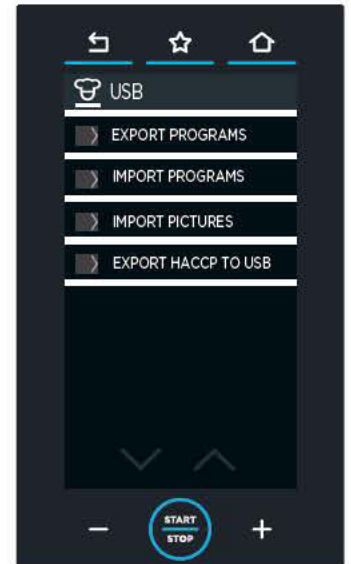 USB
EXPORT PROGRAMS
IMPORT PROGRAMS
IMPORT PICTURES
EXPORT HACCP TO USB
START
STOP